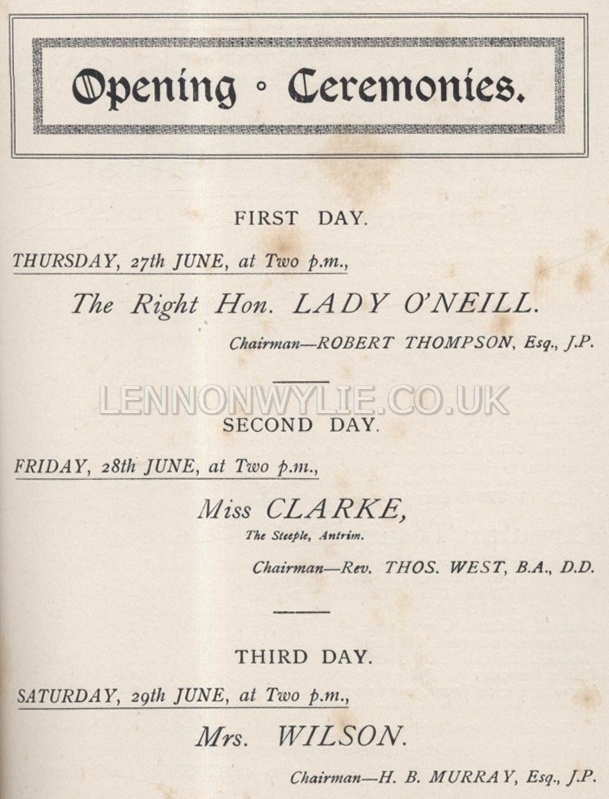 Opening ∘ Ceremonies.
FIRST DAY.
THURSDAY, 27th JUNE, at Two p.m.,
The Right Hon. LADY O'NEILL.
Chairman—ROBERT THOMPSON, Esq., J.P.
LENNONWYLIE.CO.UK
SECOND DAY.
FRIDAY, 28th JUNE, at Two p.m.,
Miss CLARKE,
The Steeple, Antrim.
Chairman—Rev. THOS. WEST, B.A., D.D.
THIRD DAY.
SATURDAY, 29th JUNE, at Two p.m.,
Mrs. WILSON.
Chairman—H. B. MURRAY, Esq., J.P.